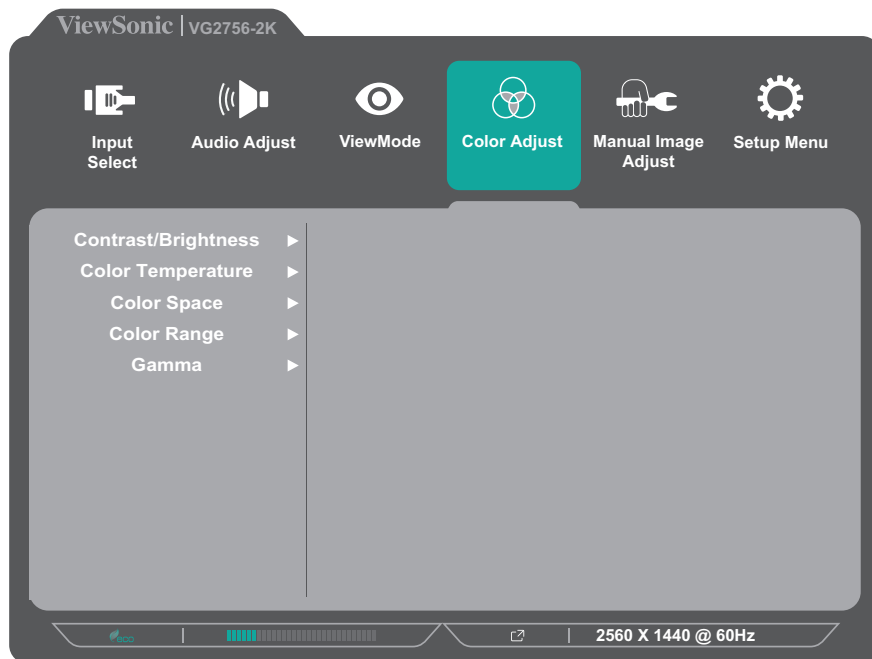 ViewSonic | VG2756-2K
Input
Select
Audio Adjust
ViewMode
Color Adjust
Manual Image
Adjust
Setup Menu
Contrast/Brightness
Color Temperature
Color Space
Color Range
Gamma
eco
2560 X 1440 @ 60Hz